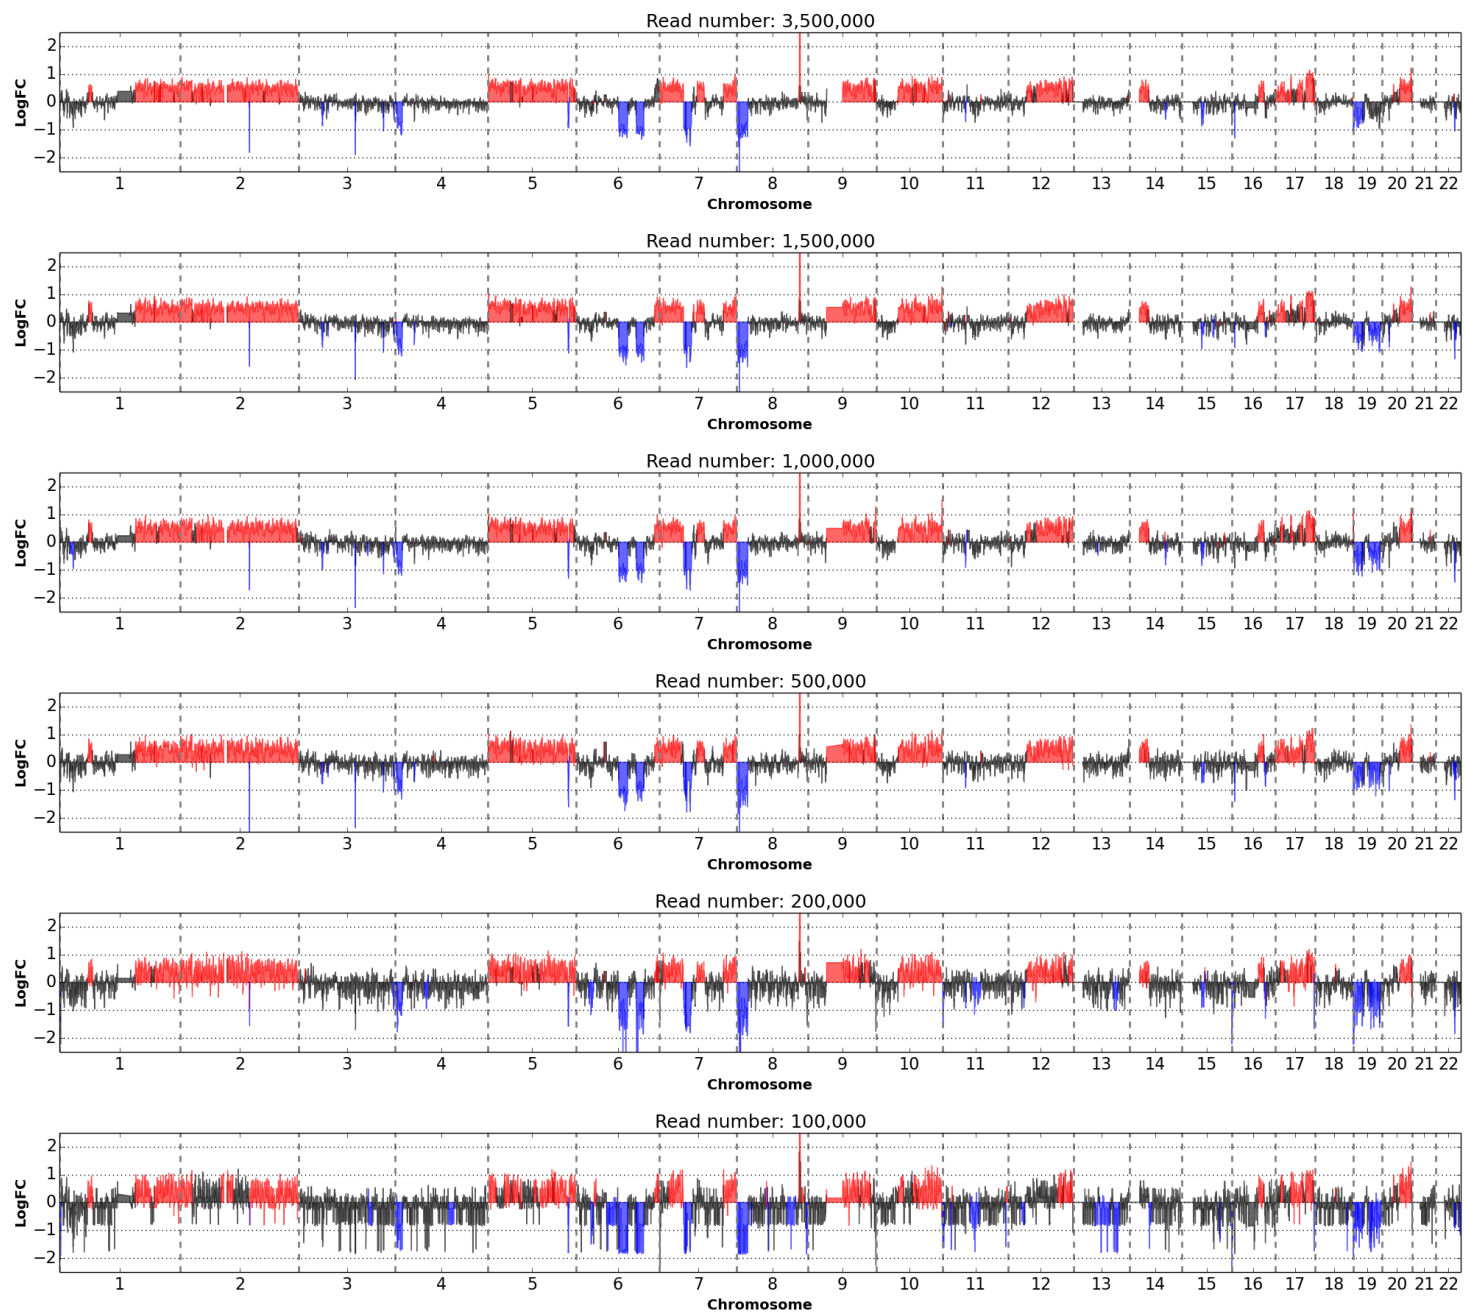 Read number: 3,500,000
2
1
0
−1
−2
LogFC
1 2 3 4 5 6 7 8 9 10 11 12 13 14 15 16 17 18 19 20 21 22
Chromosome
Read number: 1,500,000
2
1
0
−1
−2
LogFC
1 2 3 4 5 6 7 8 9 10 11 12 13 14 15 16 17 18 19 20 21 22
Chromosome
Read number: 1,000,000
2
1
0
−1
−2
LogFC
1 2 3 4 5 6 7 8 9 10 11 12 13 14 15 16 17 18 19 20 21 22
Chromosome
Read number: 500,000
2
1
0
−1
−2
LogFC
1 2 3 4 5 6 7 8 9 10 11 12 13 14 15 16 17 18 19 20 21 22
Chromosome
Read number: 200,000
2
1
0
−1
−2
LogFC
1 2 3 4 5 6 7 8 9 10 11 12 13 14 15 16 17 18 19 20 21 22
Chromosome
Read number: 100,000
2
1
0
−1
−2
LogFC
1 2 3 4 5 6 7 8 9 10 11 12 13 14 15 16 17 18 19 20 21 22
Chromosome